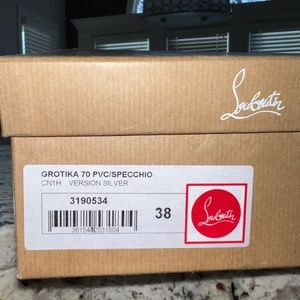 Louboutin
GROTIKA 70 PVC/SPECCHIO
CN1H VERSION SILVER
3190534
38
Louboutin